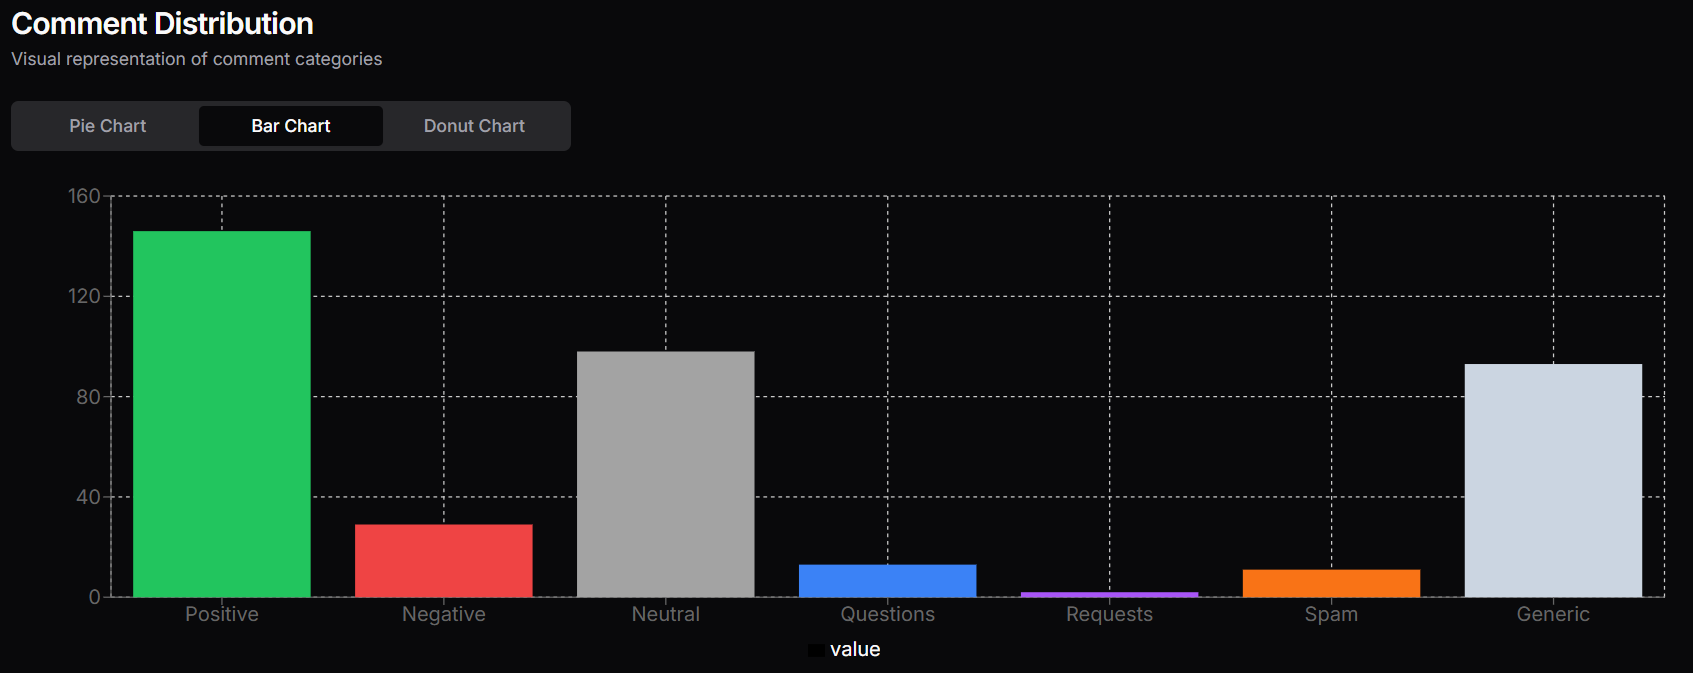 Comment Distribution
Visual representation of comment categories
Pie Chart Bar Chart Donut Chart
160
120
80
40
0
Positive Negative Neutral Questions Requests Spam Generic
value